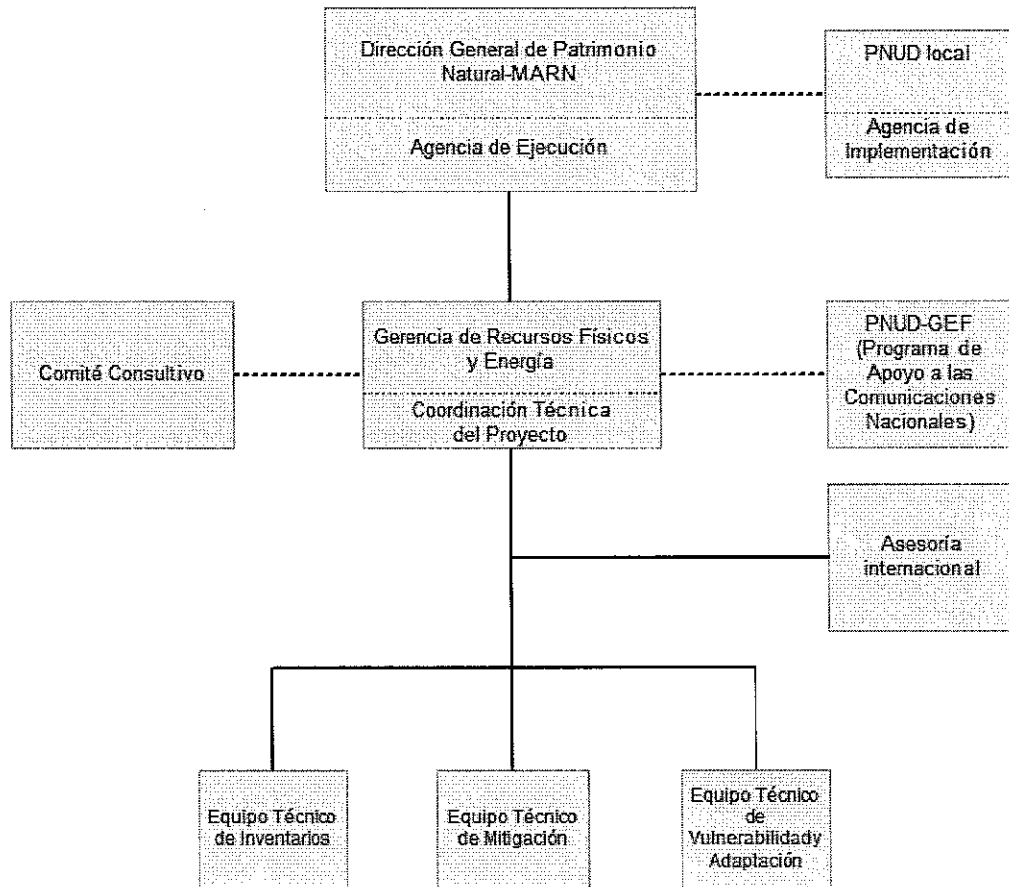 Dirección General de Patrimonio
Natural-MARN
Agencia de Ejecución
PNUD local
Agencia de
Implementación
Comité Consultivo
Gerencia de Recursos Físicos
y Energía
Coordinación Técnica
del Proyecto
PNUD-GEF
(Programa de
Apoyo a las
Comunicaciones
Nacionales)
Asesoría
internacional
Equipo Técnico
de Inventarios
Equipo Técnico
de Mitigación
Equipo Técnico
de
Vulnerabilidady
Adaptación